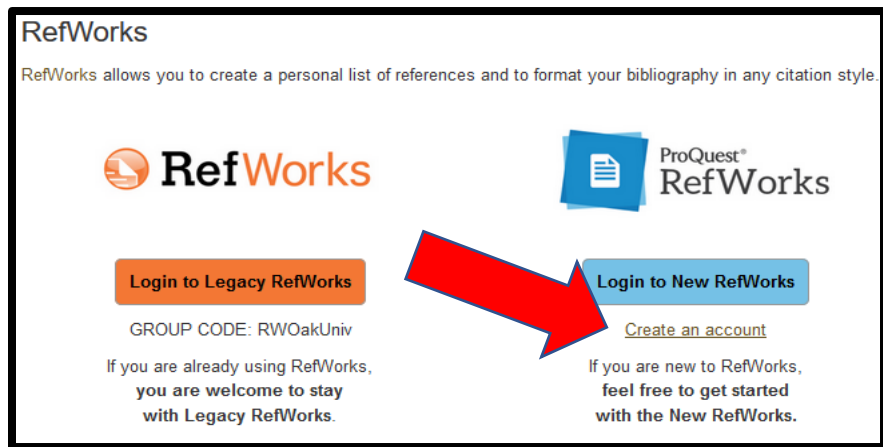 RefWorks
RefWorks allows you to create a personal list of references and to format your bibliography in any citation style.
RefWorks
Login to Legacy RefWorks
GROUP CODE: RWOakUniv
If you are already using RefWorks,
you are welcome to stay
with Legacy RefWorks.
ProQuest®
RefWorks
Login to New RefWorks
Create an account
If you are new to RefWorks,
feel free to get started
with the New RefWorks.